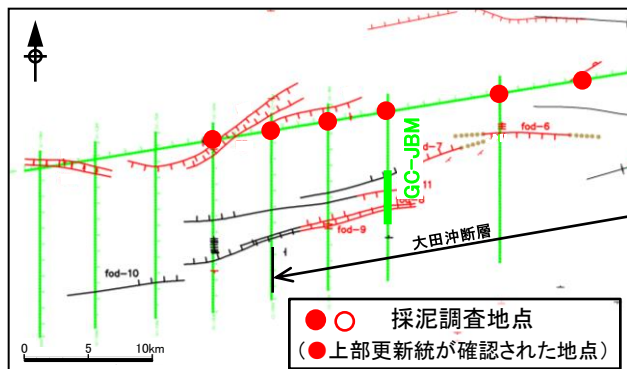 fod-6
d-7
GC-JBM
11
fod-9
大田沖断層
fod-10
採泥調査地点
(●上部更新統が確認された地点)
0 5 10km